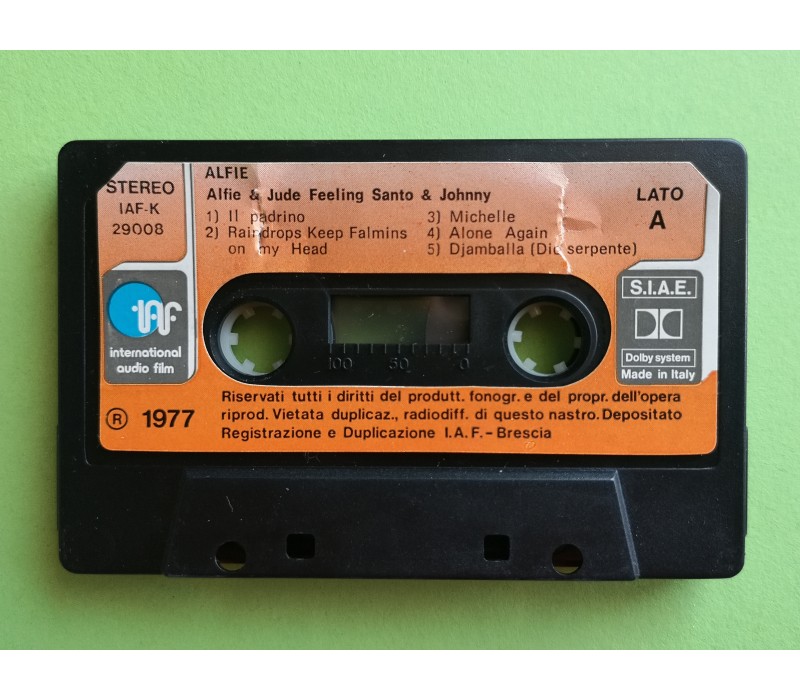 ALFIE
Alfie & Jude Feeling Santo & Johnny
STEREO
IAF-K
29008
1) Il padrino
2) Raindrops Keep Falmins
on my Head
3) Michelle
4) Alone Again
5) Djamballa (Dio serpente)
LATO
A
iAF
international
audio film
100 50 0
S.I.A.E.
Dolby system
Made in Italy
R 1977
Riservati tutti i diritti del produtt. fonogr. e del propr. dell'opera
riprod. Vietata duplicaz., radiodiff. di questo nastro. Depositato
Registrazione e Duplicazione I.A.F. - Brescia